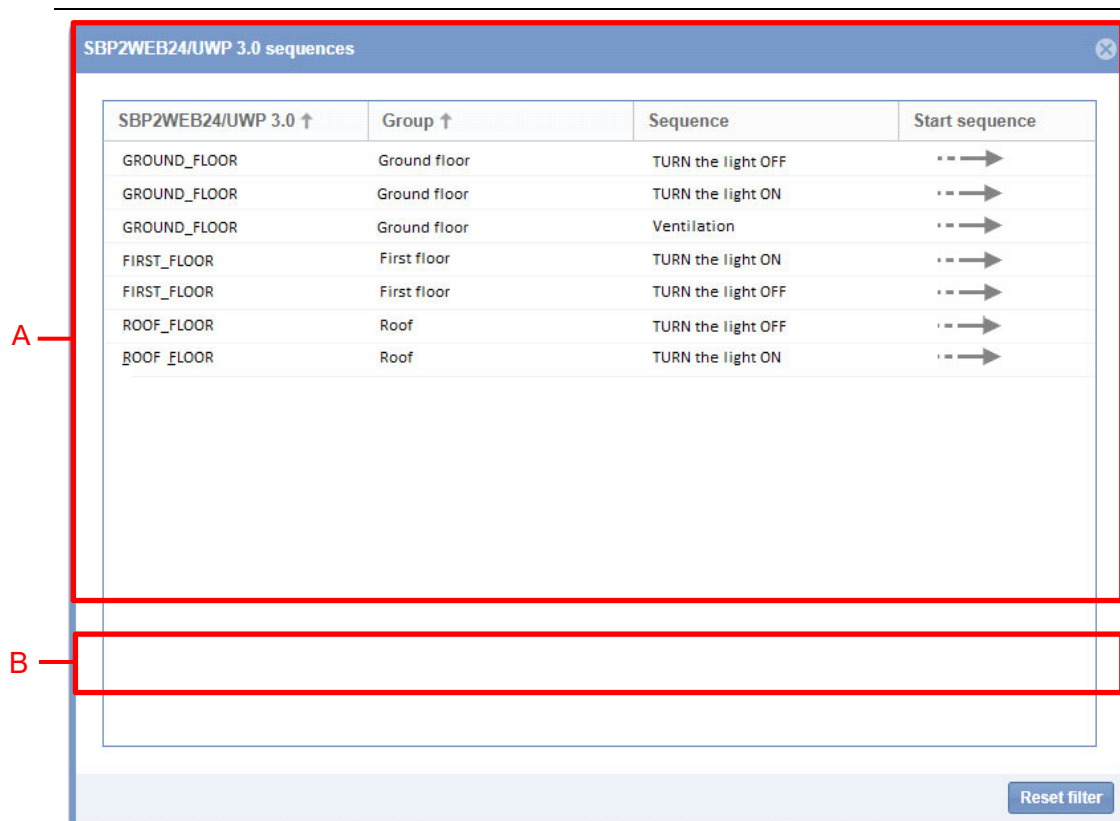 SBP2WEB24/UWP 3.0 sequences
SBP2WEB24/UWP 3.0 ↑ Group ↑ Sequence Start sequence
GROUND_FLOOR Ground floor TURN the light OFF
GROUND_FLOOR Ground floor TURN the light ON
GROUND_FLOOR Ground floor Ventilation
FIRST_FLOOR First floor TURN the light ON
FIRST_FLOOR First floor TURN the light OFF
ROOF_FLOOR Roof TURN the light OFF
ROOF_FLOOR Roof TURN the light ON
A
B
Reset filter